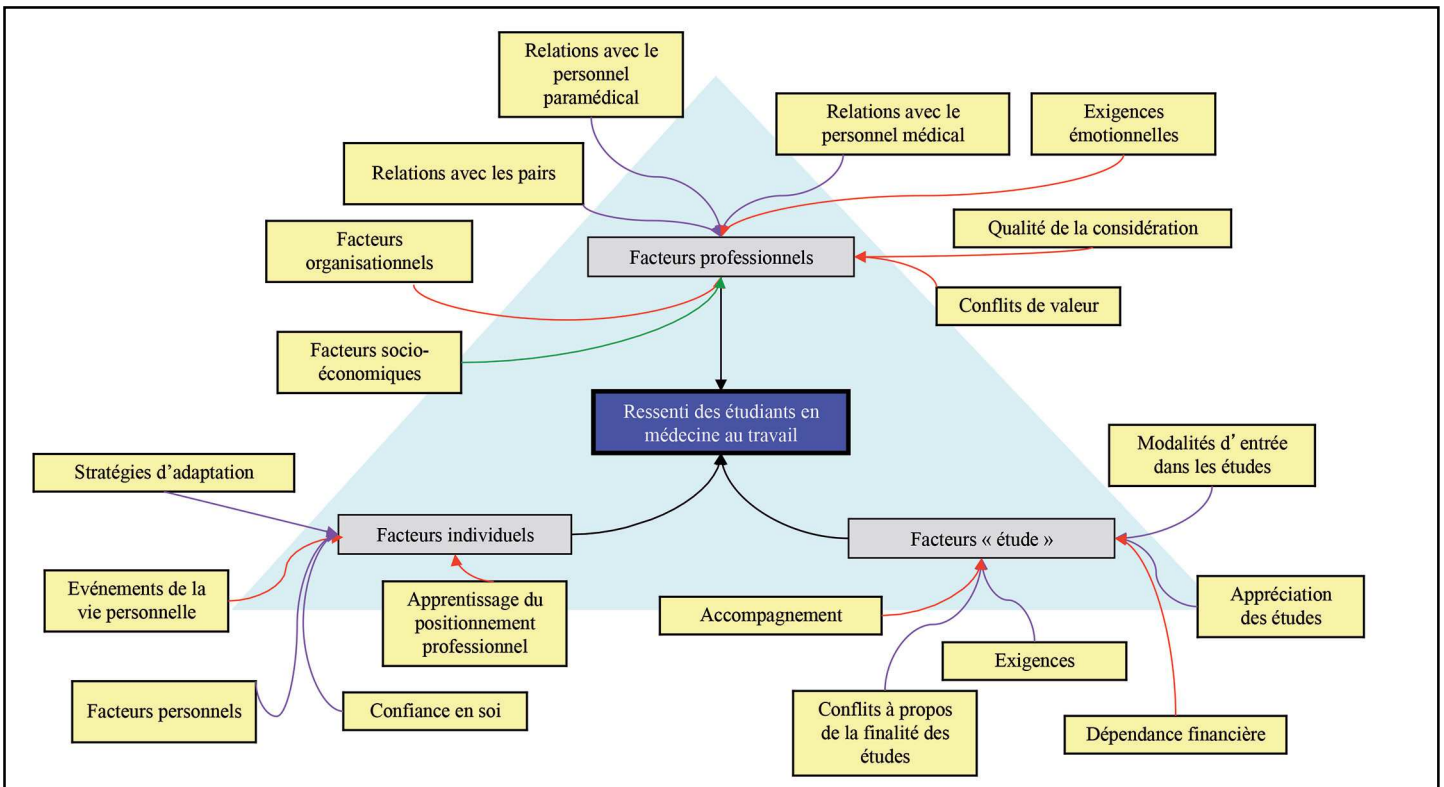 Relations avec le
personnel
paramédical
Relations avec le
personnel médical
Exigences
émotionnelles
Relations avec les pairs
Qualité de la considération
Facteurs
organisationnels
Facteurs professionnels
Conflits de valeur
Facteurs socio-
économiques
Ressenti des étudiants en
médecine au travail
Modalités d’ entrée
dans les études
Stratégies d’adaptation
Facteurs individuels
Facteurs « étude »
Evénements de la
vie personnelle
Apprentissage du
positionnement
professionnel
Accompagnement
Appréciation
des études
Exigences
Facteurs personnels
Confiance en soi
Conflits à propos
de la finalité des
études
Dépendance financière